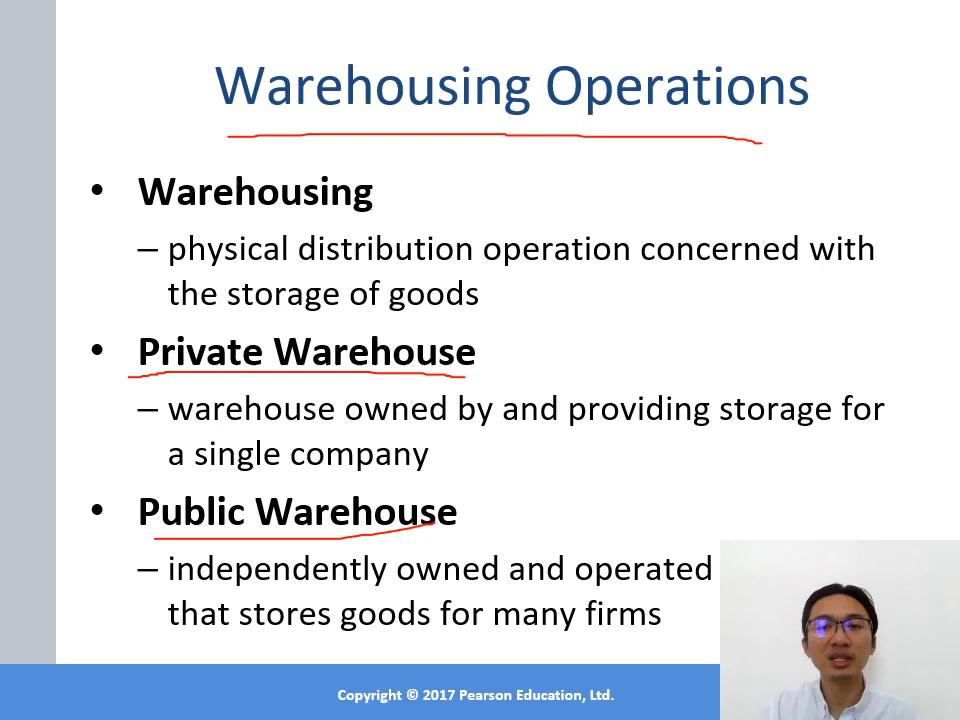 Warehousing Operations
• Warehousing
– physical distribution operation concerned with
the storage of goods
• Private Warehouse
– warehouse owned by and providing storage for
a single company
• Public Warehouse
– independently owned and operated
that stores goods for many firms
Copyright © 2017 Pearson Education, Ltd.